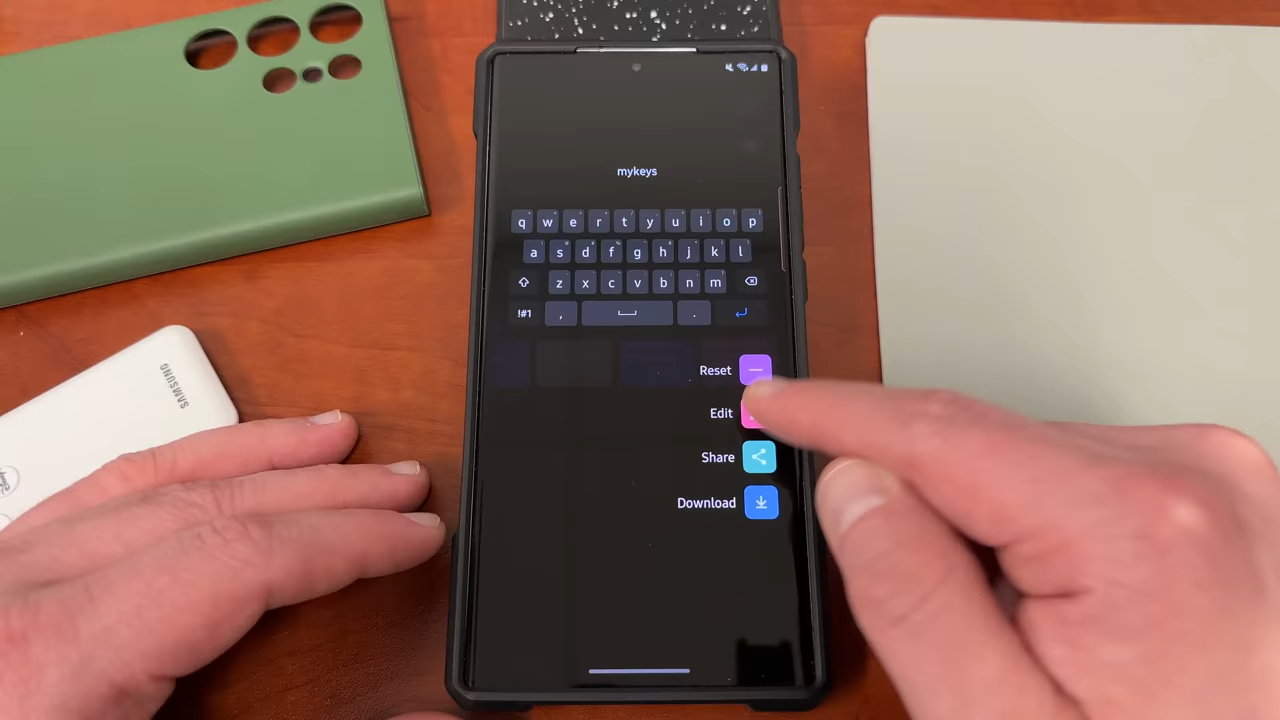 mykeys
q w e r t y u i o p
a s d f g h j k l
z x c v b n m
!#1 , .
Reset
Edit
Share
Download
SAMSUNG